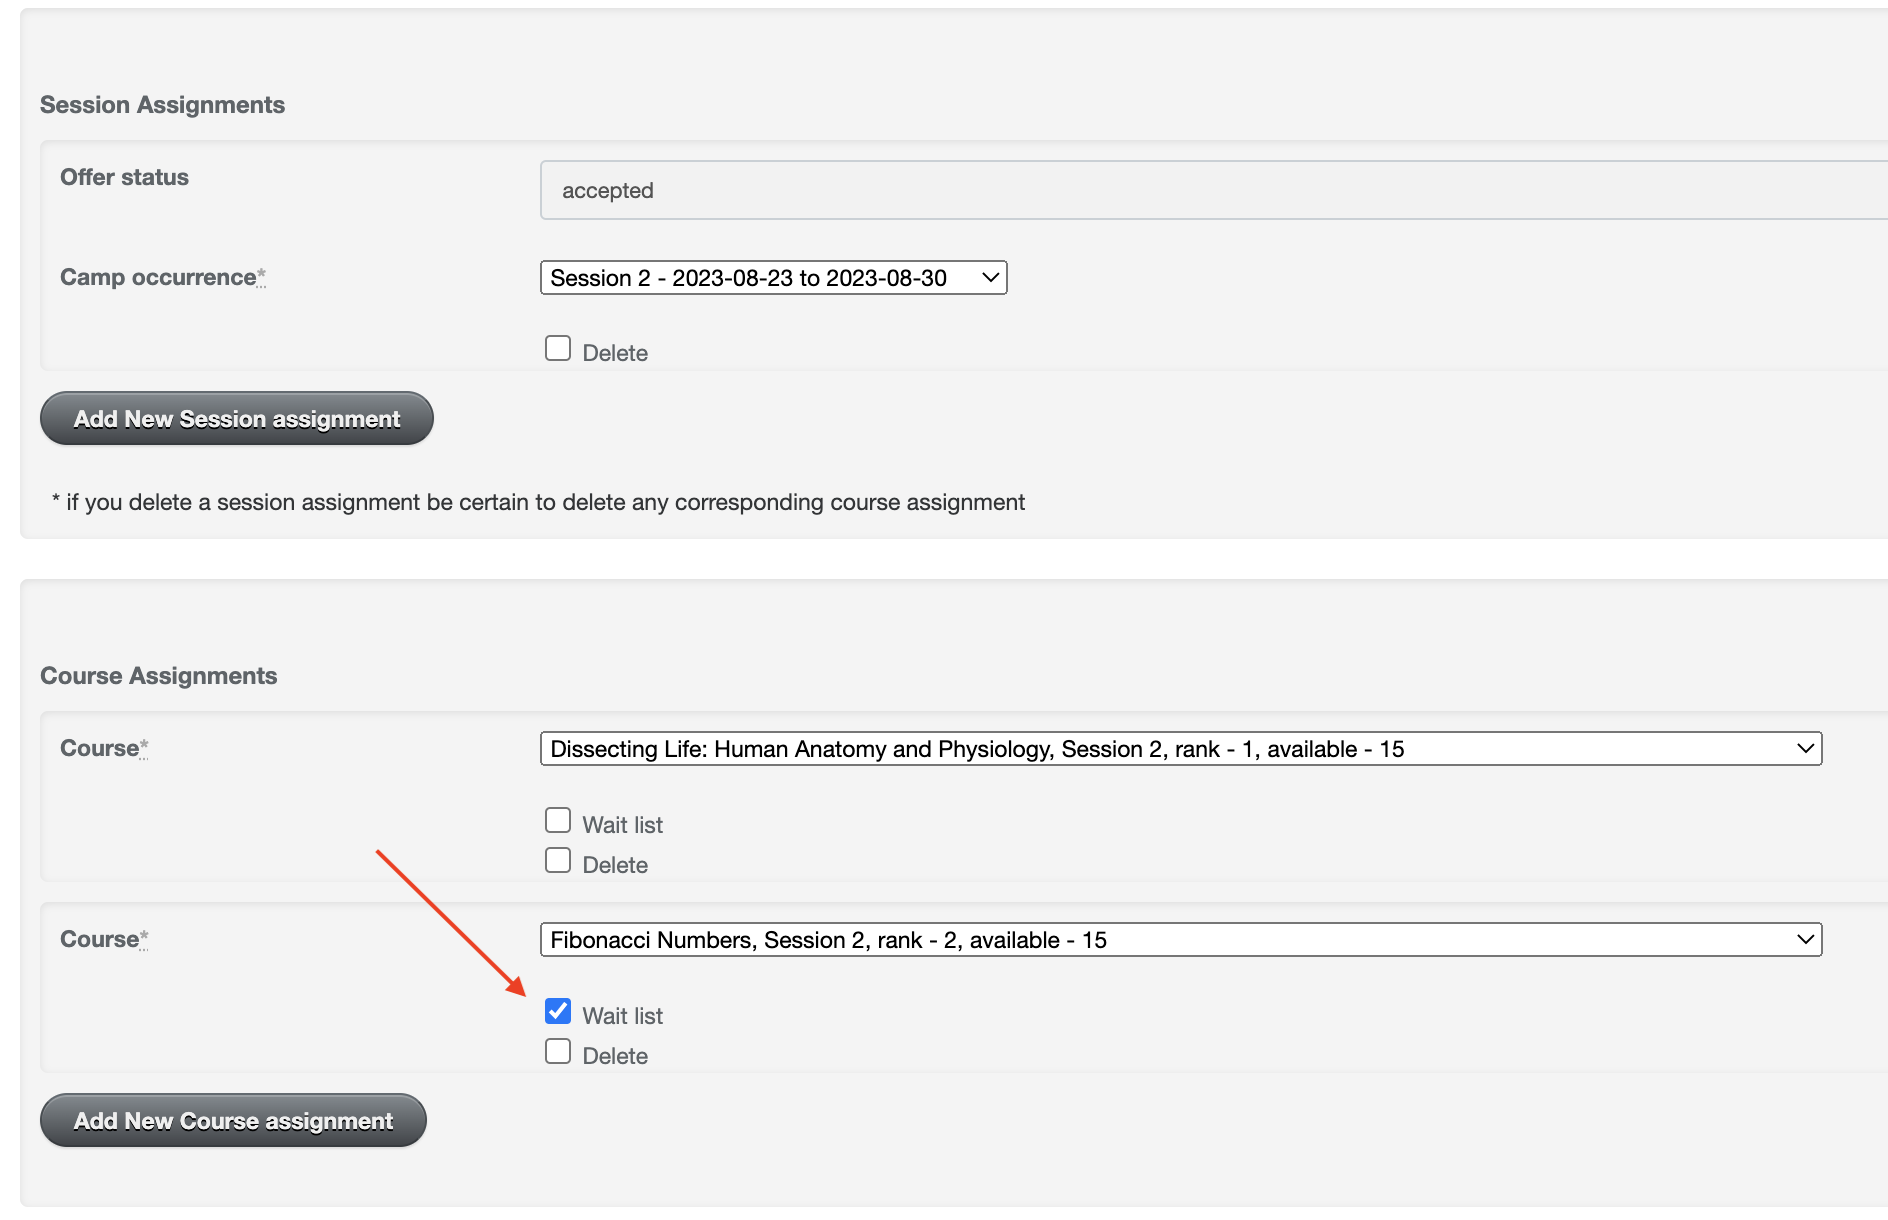 Session Assignments
Offer status
accepted
Camp occurrence*
Session 2 - 2023-08-23 to 2023-08-30
Delete
Add New Session assignment
* if you delete a session assignment be certain to delete any corresponding course assignment
Course Assignments
Course*
Dissecting Life: Human Anatomy and Physiology, Session 2, rank - 1, available - 15
Wait list
Delete
Course*
Fibonacci Numbers, Session 2, rank - 2, available - 15
Wait list
Delete
Add New Course assignment